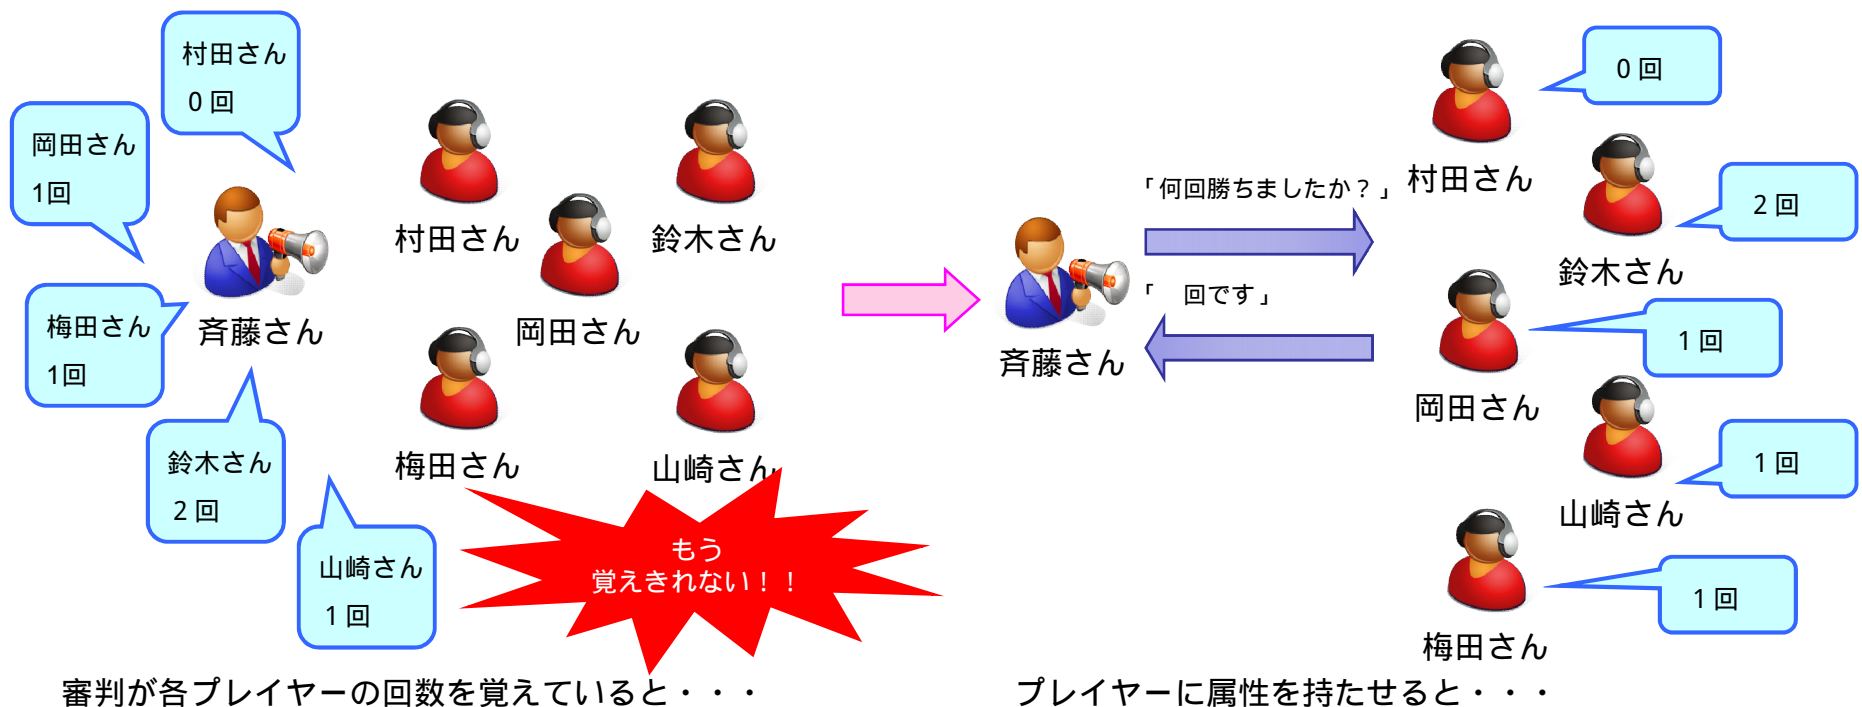 村田さん
0回
岡田さん
1回
斉藤さん
梅田さん
1回
鈴木さん
2回
山崎さん
1回
村田さん
鈴木さん
岡田さん
梅田さん
山崎さん
もう
覚えきれない！！
審判が各プレイヤーの回数を覚えていると・・・
斉藤さん
「何回勝ちましたか？」
「　回です」
村田さん
0回
鈴木さん
2回
岡田さん
1回
山崎さん
1回
梅田さん
1回
プレイヤーに属性を持たせると・・・